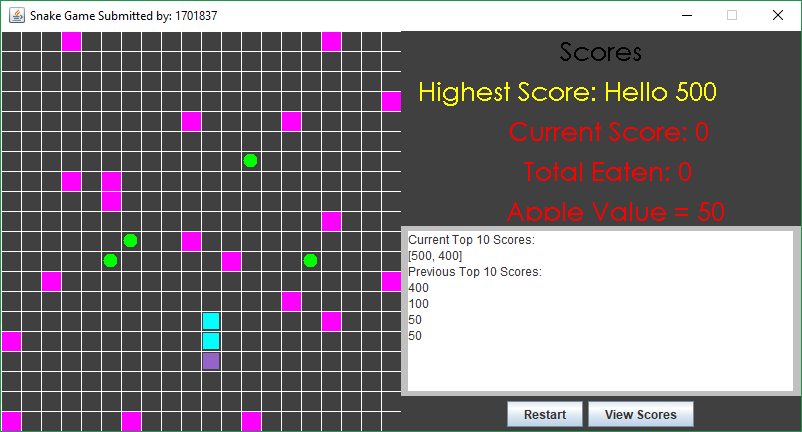 Snake Game Submitted by: 1701837
Scores
Highest Score: Hello 500
Current Score: 0
Total Eaten: 0
Apple Value = 50
Current Top 10 Scores:
[500, 400]
Previous Top 10 Scores:
400
100
50
50
Restart
View Scores